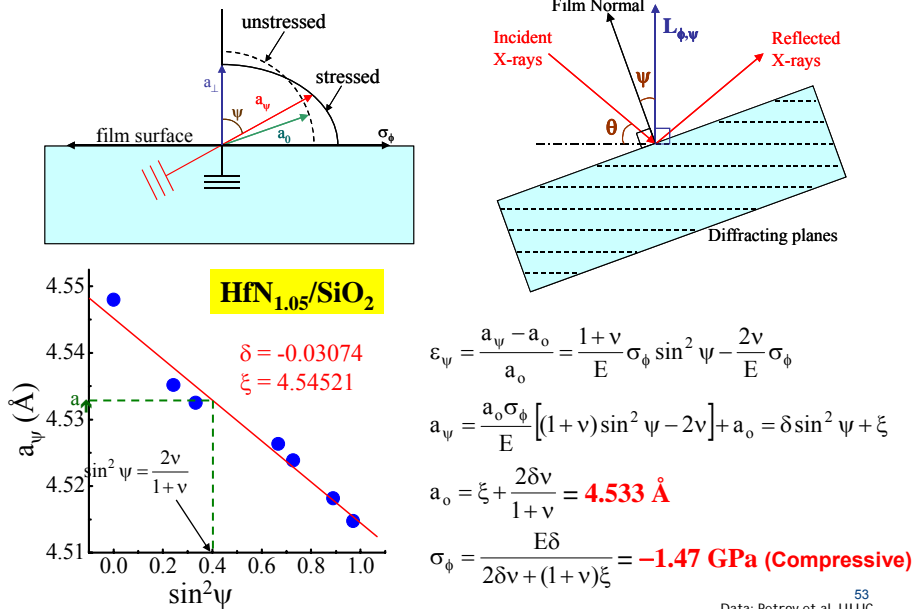 unstressed
stressed
a⊥
aψ
ψ
a0
film surface
σϕ
Film Normal
Lϕ,ψ
Incident
X-rays
Reflected
X-rays
ψ
θ
Diffracting planes
HfN1.05/SiO2
δ = -0.03074
ξ = 4.54521
4.55
4.54
4.53
4.52
4.51
aψ (Å)
sin²ψ = 2ν / 1+ν
0.0 0.2 0.4 0.6 0.8 1.0
sin²ψ
εψ = (aψ − ao) / ao = (1+ν) / E σϕ sin² ψ − 2ν / E σϕ
aψ = aoσϕ / E [(1+ν)sin² ψ − 2ν] + ao = δ sin² ψ + ξ
ao = ξ + 2δν / 1+ν = 4.533 Å
σϕ = Eδ / 2δν + (1+ν)ξ = −1.47 GPa (Compressive)
53